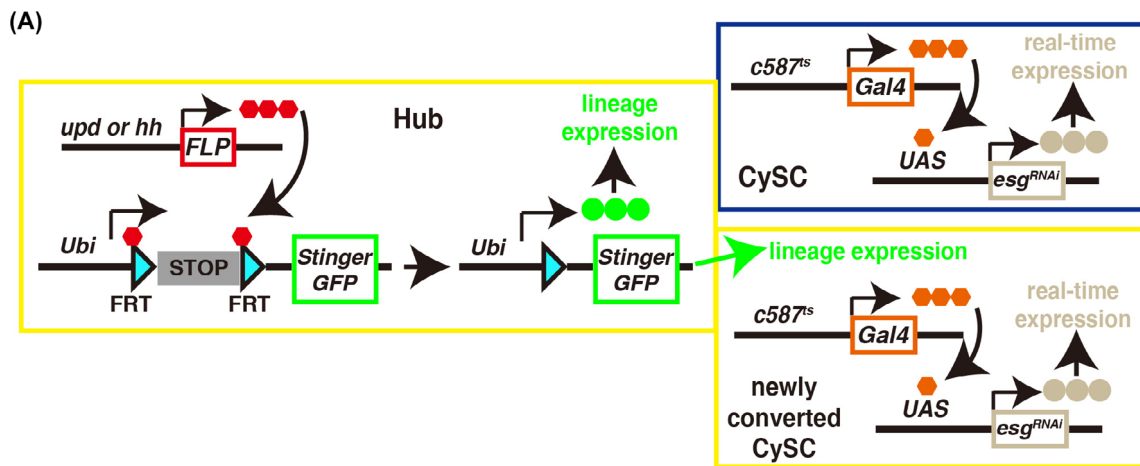 (A)
upd or hh
FLP
Hub
lineage
expression
Ubi
STOP
FRT
FRT
Stinger
GFP
Ubi
Stinger
GFP
c587ts
Gal4
real-time
expression
UAS
CySC
esgRNAi
lineage expression
c587ts
Gal4
real-time
expression
UAS
newly
converted
CySC
esgRNAi